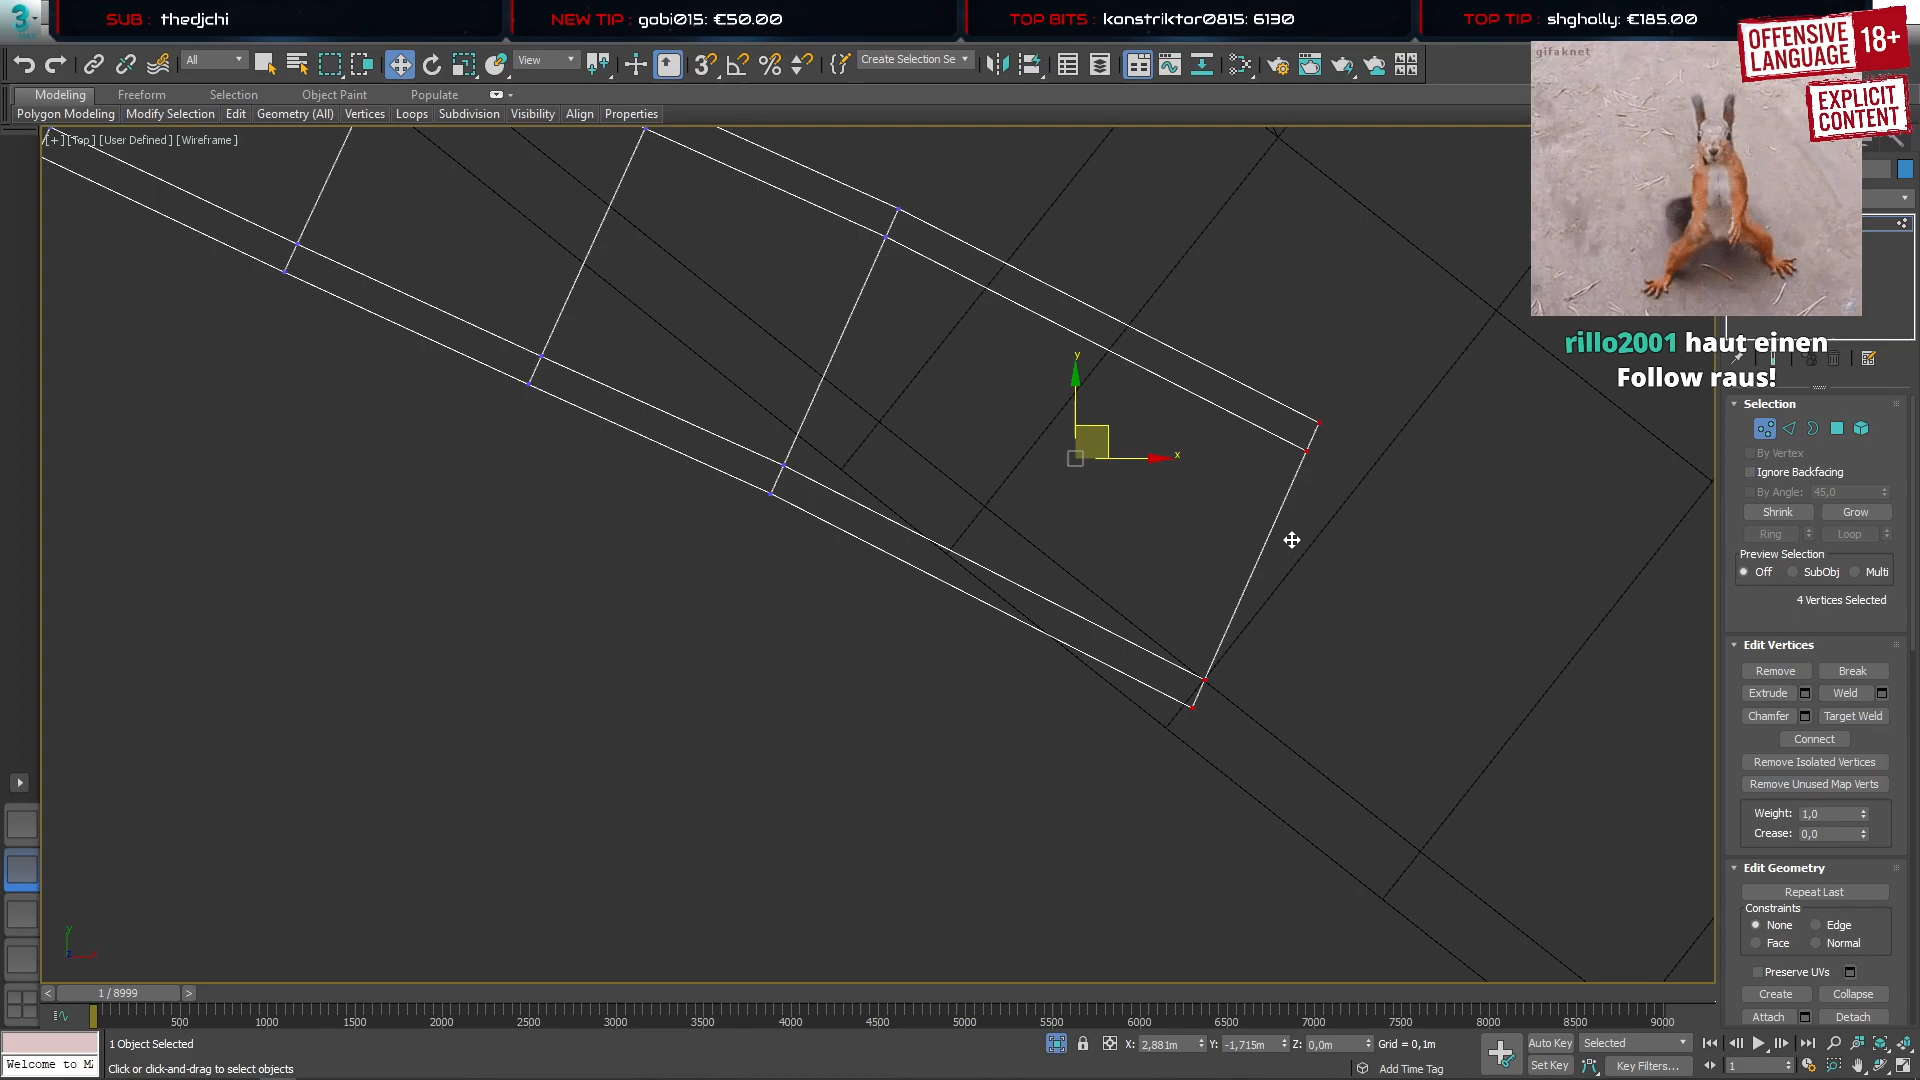 SUB : thedjchi
NEW TIP : gabi015: €50.00
TOP BITS : konstriktor0815: 6130
TOP TIP : shgholly: €185.00
OFFENSIVE LANGUAGE 18+
EXPLICIT CONTENT
gifaknet
rillo2001 haut einen
Follow raus!
3
All
View
Create Selection Se
Modeling
Freeform
Selection
Object Paint
Populate
Polygon Modeling
Modify Selection
Edit
Geometry (All)
Vertices
Loops
Subdivision
Visibility
Align
Properties
[+] [Top] [User Defined] [Wireframe]
y
x
Selection
By Vertex
Ignore Backfacing
By Angle: 45,0
Shrink
Grow
Ring
Loop
Preview Selection
Off
SubObj
Multi
4 Vertices Selected
Edit Vertices
Remove
Break
Extrude
Weld
Chamfer
Target Weld
Connect
Remove Isolated Vertices
Remove Unused Map Verts
Weight: 1,0
Crease: 0,0
Edit Geometry
Repeat Last
Constraints
None
Edge
Face
Normal
Preserve UVs
Create
Collapse
Attach
Detach
y
< 1 / 8999 >
500 1000 1500 2000 2500 3000 3500 4000 4500 5000 5500 6000 6500 7000 7500 8000 8500 9000
1 Object Selected
X: 2,881m Y: -1,715m Z: 0,0m Grid = 0,1m
Auto Key
Selected
Welcome to M
Click or click-and-drag to select objects
Add Time Tag
Set Key
Key Filters...
1